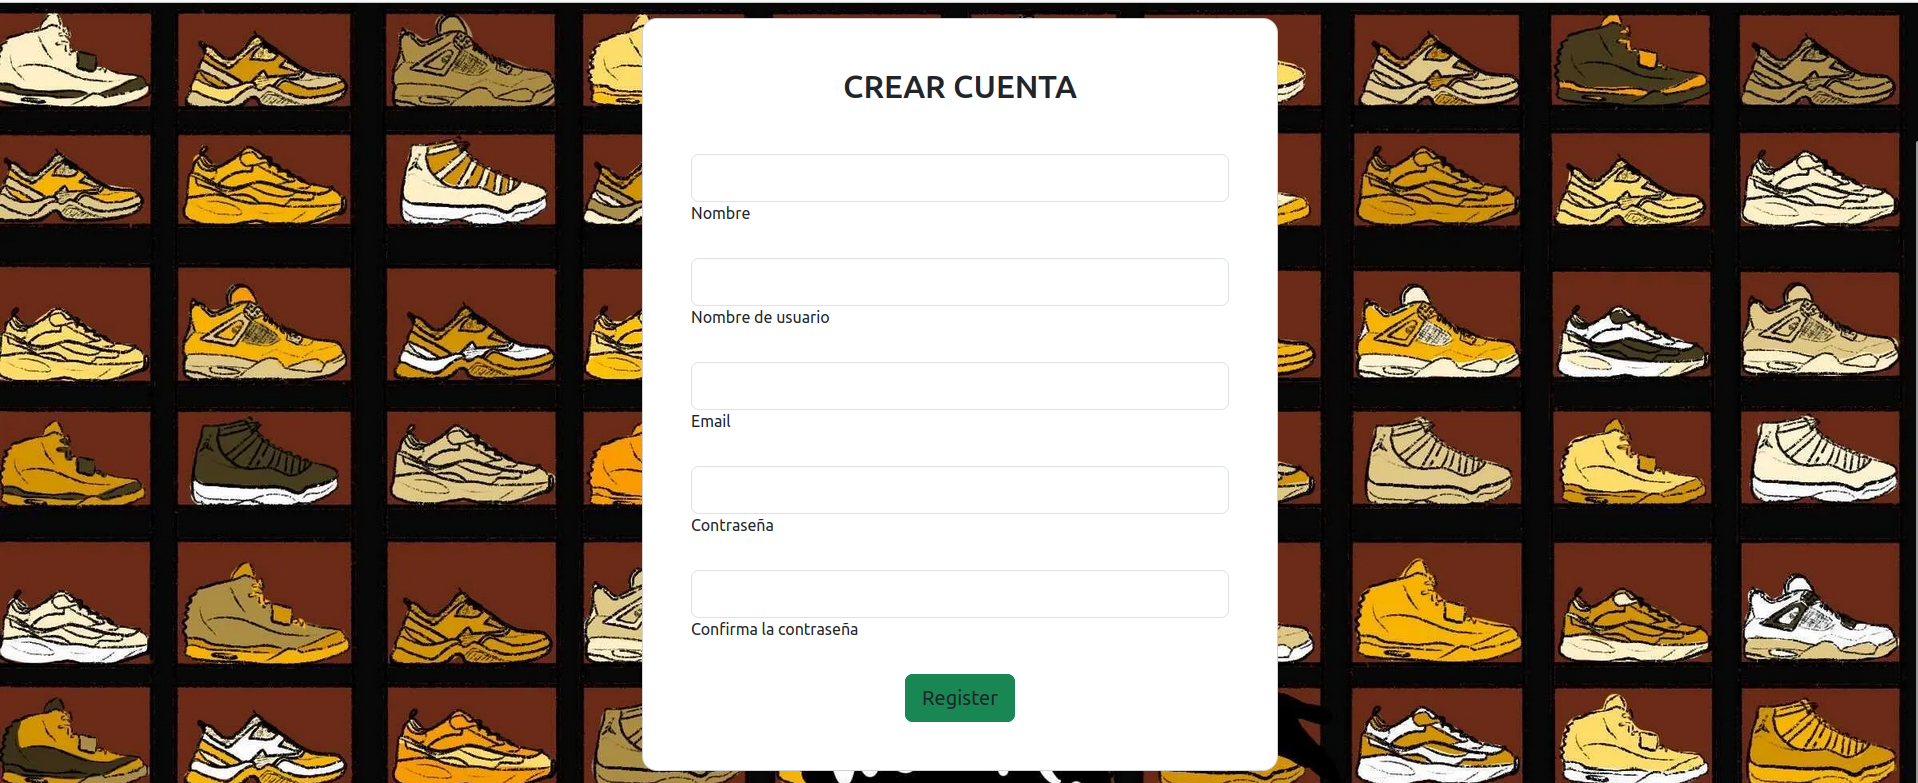 CREAR CUENTA
Nombre
Nombre de usuario
Email
Contraseña
Confirma la contraseña
Register